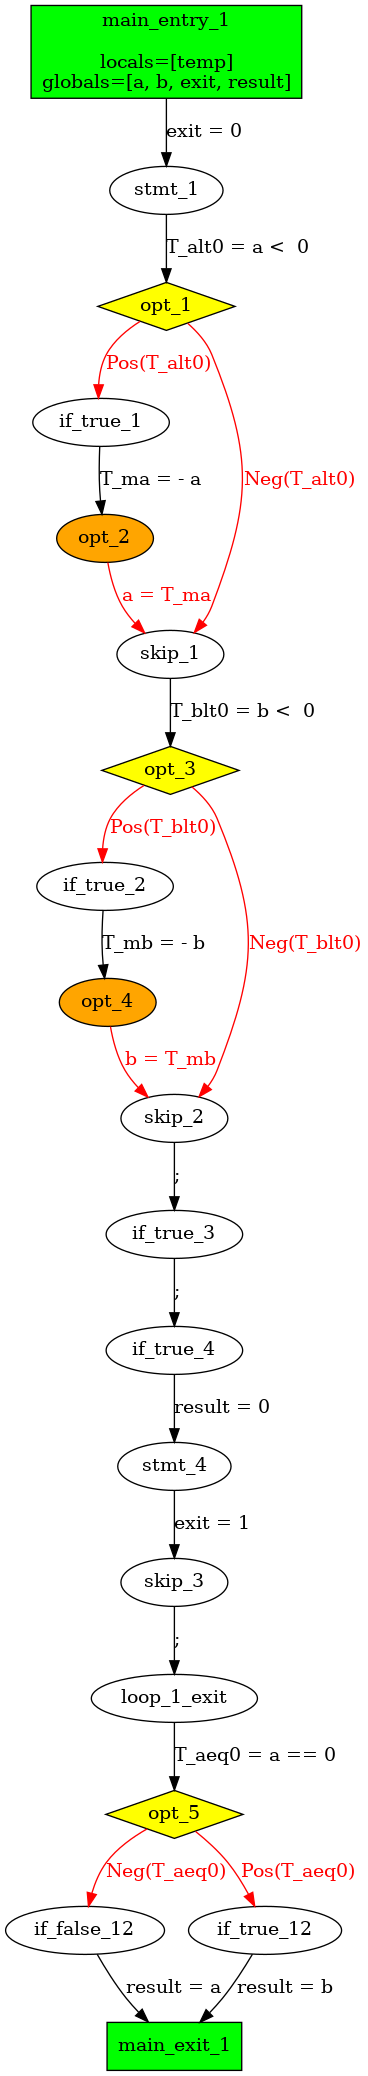 main_entry_1
locals=[temp]
globals=[a, b, exit, result]
exit = 0
stmt_1
T_alt0 = a <  0
opt_1
Pos(T_alt0)
if_true_1
T_ma = - a
Neg(T_alt0)
opt_2
a = T_ma
skip_1
T_blt0 = b <  0
opt_3
Pos(T_blt0)
if_true_2
T_mb = - b
Neg(T_blt0)
opt_4
b = T_mb
skip_2
;
if_true_3
;
if_true_4
result = 0
stmt_4
exit = 1
skip_3
;
loop_1_exit
T_aeq0 = a == 0
opt_5
Neg(T_aeq0)
Pos(T_aeq0)
if_false_12
if_true_12
result = a
result = b
main_exit_1